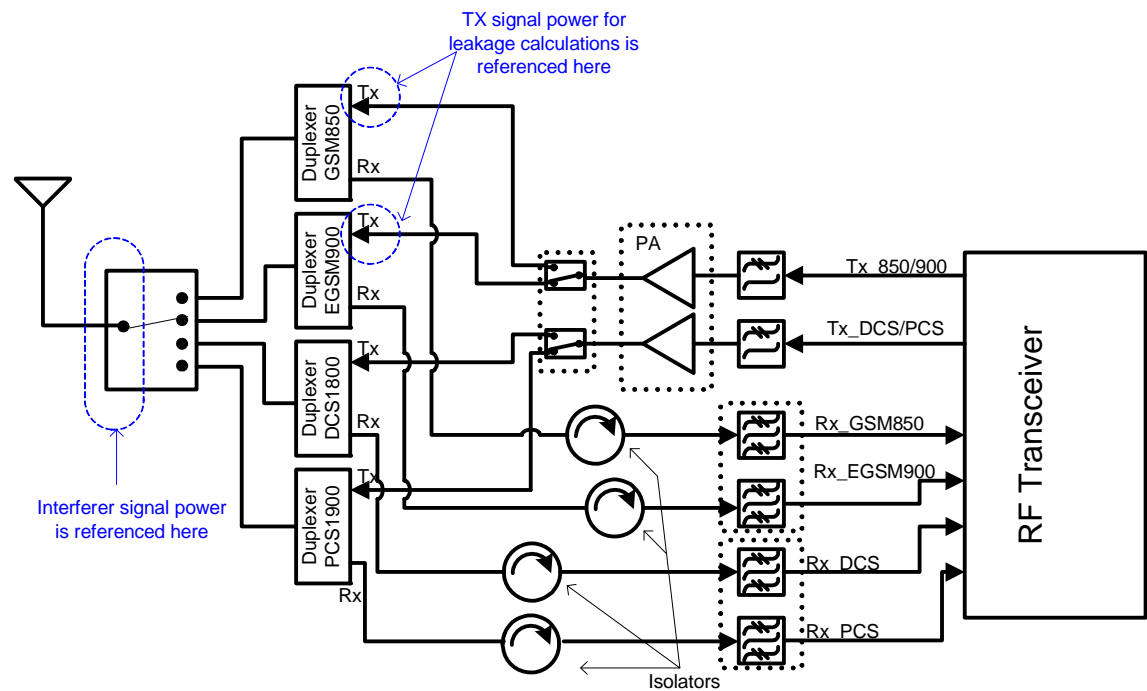 TX signal power for
leakage calculations is
referenced here
Tx
Duplexer
GSM850
Rx
Tx
Duplexer
EGSM900
Rx
PA
Tx_850/900
Tx_DCS/PCS
Tx
Duplexer
DCS1800
Rx
Rx_GSM850
Rx_EGSM900
RF Transceiver
Tx
Duplexer
PCS1900
Rx
Rx_DCS
Rx_PCS
Interferer signal power
is referenced here
Isolators